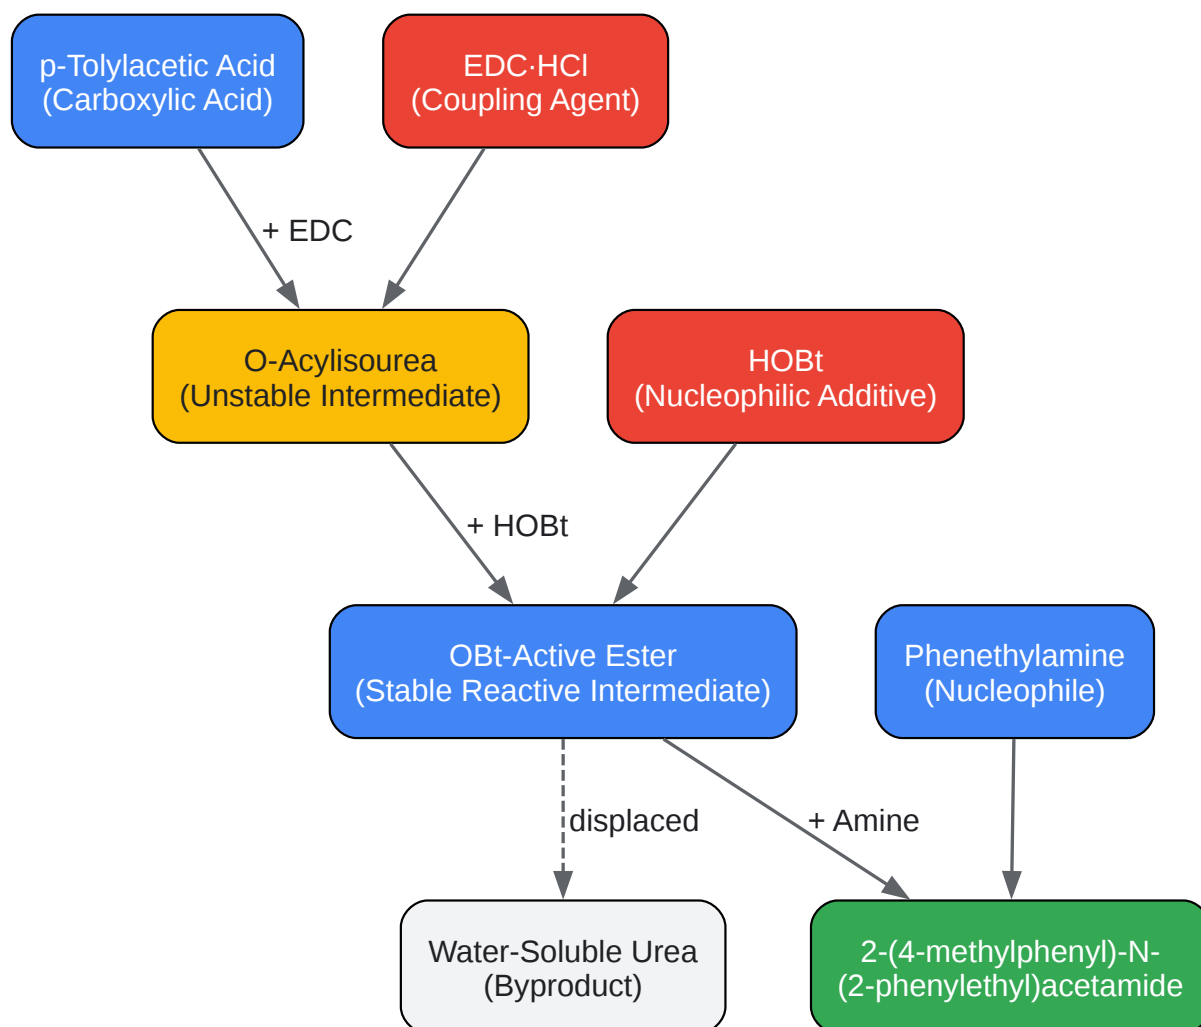 p-Tolylacetic Acid
(Carboxylic Acid)
EDC·HCl
(Coupling Agent)
+ EDC
O-Acylisourea
(Unstable Intermediate)
HOBt
(Nucleophilic Additive)
+ HOBt
OBt-Active Ester
(Stable Reactive Intermediate)
Phenethylamine
(Nucleophile)
displaced
+ Amine
Water-Soluble Urea
(Byproduct)
2-(4-methylphenyl)-N-
(2-phenylethyl)acetamide